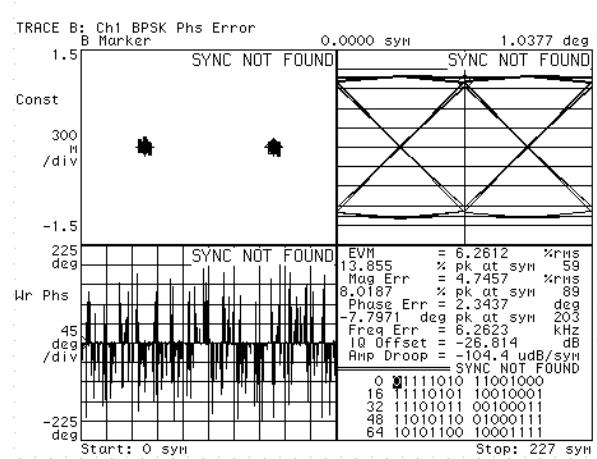 TRACE B: Ch1 BPSK Phs Error
B Marker 0.0000 sym 1.0377 deg
1.5
SYNC NOT FOUND
SYNC NOT FOUND
Const
300
m
/div
-1.5
225
deg
SYNC NOT FOUND
Wr Phs
45
deg
/div
-225
deg
EVM = 6.2612 %rms
13.855 % pk at sym 59
Mag Err = 4.7457 %rms
8.0187 % pk at sym 89
Phase Err = 2.3437 deg
-7.7971 deg pk at sym 203
Freq Err = 6.2623 kHz
IQ Offset = -26.814 dB
Amp Droop = -104.4 udB/sym
SYNC NOT FOUND
0 01111010 11001000
16 11110101 10010001
32 11101011 00100011
48 11010110 01000111
64 10101100 10001111
Start: 0 sym Stop: 227 sym